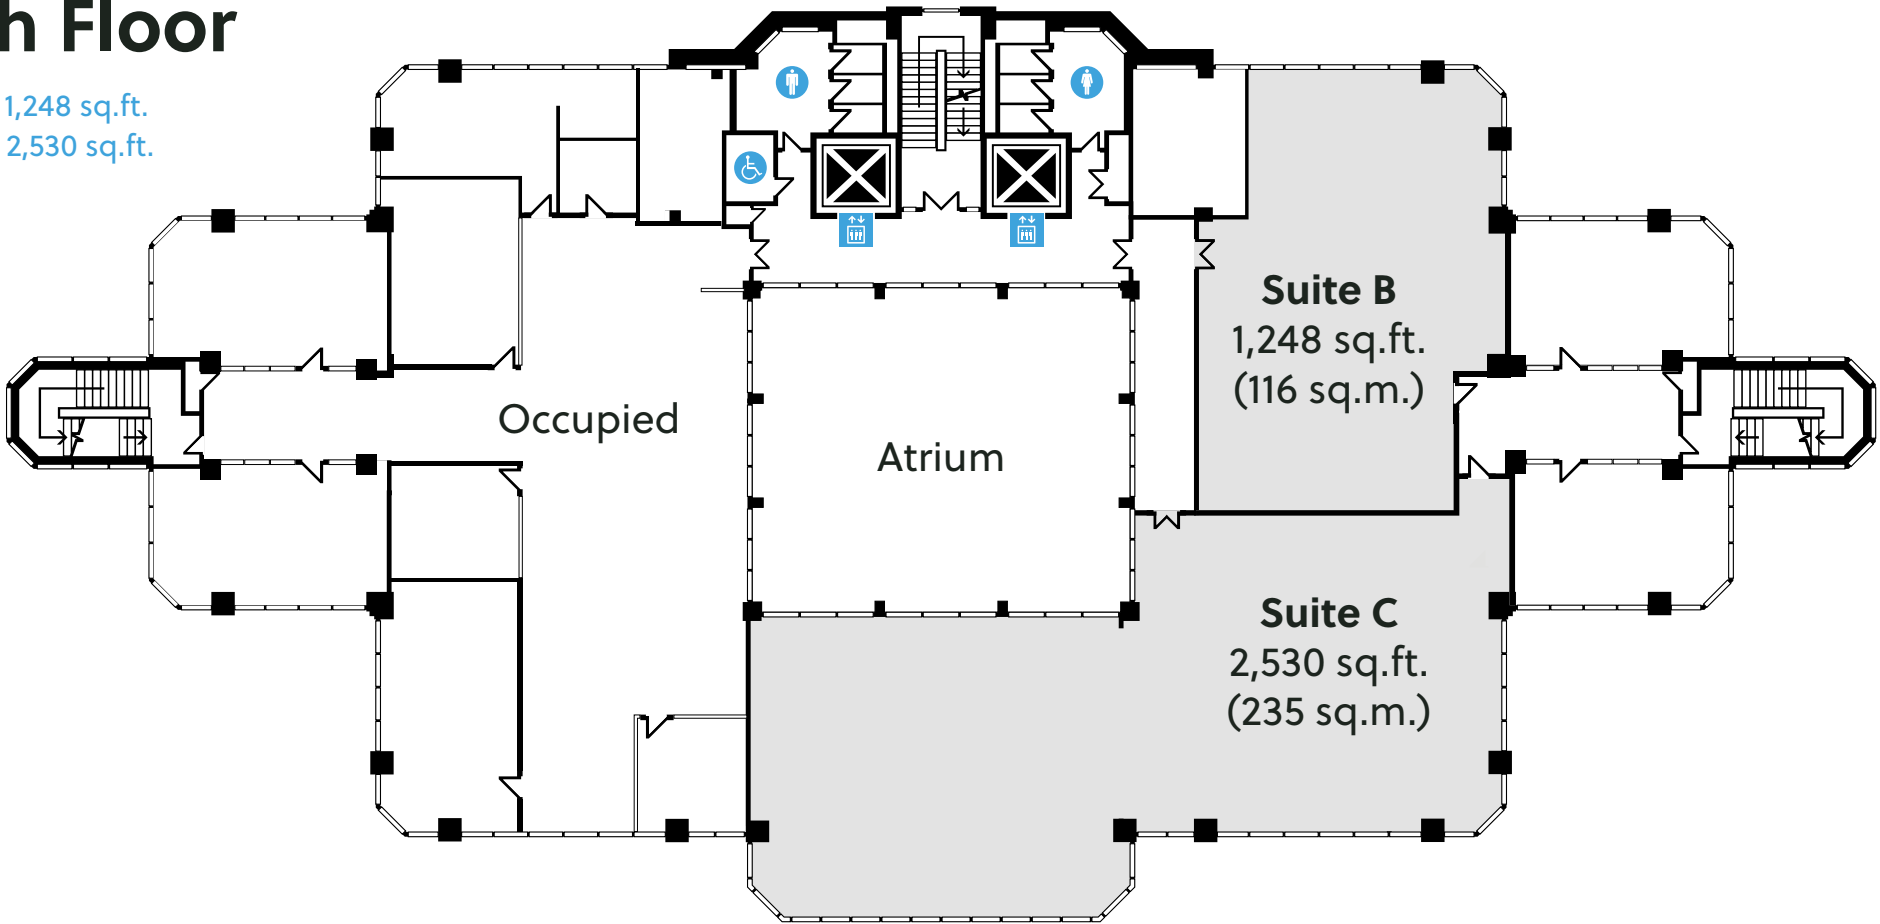 h Floor
1,248 sq.ft.
2,530 sq.ft.
Suite B
1,248 sq.ft.
(116 sq.m.)
Occupied
Atrium
Suite C
2,530 sq.ft.
(235 sq.m.)